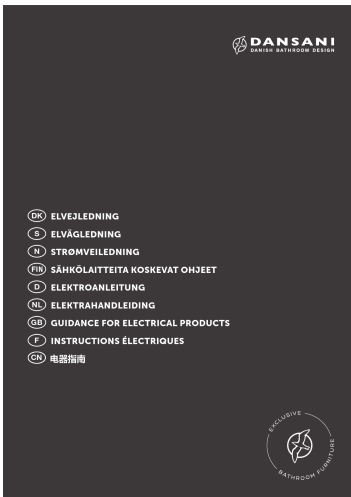 DANSANI
DANISH BATHROOM DESIGN
DK ELVEJLEDNING
S ELVÄGLEDNING
N STRØMVEILEDNING
FIN SÄHKÖLAITTEITA KOSKEVAT OHJEET
D ELEKTROANLEITUNG
NL ELEKTRAHANDLEIDING
GB GUIDANCE FOR ELECTRICAL PRODUCTS
F INSTRUCTIONS ÉLECTRIQUES
CN 电器指南
EXCLUSIVE
BATHROOM FURNITURE